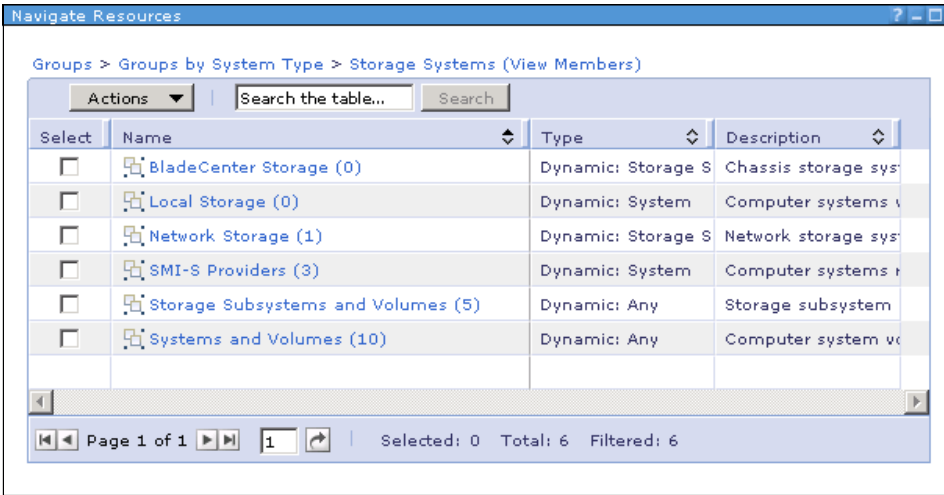 Navigate Resources
Groups > Groups by System Type > Storage Systems (View Members)
Actions Search the table... Search
Select Name Type Description
BladeCenter Storage (0) Dynamic: Storage S Chassis storage sys
Local Storage (0) Dynamic: System Computer systems
Network Storage (1) Dynamic: Storage S Network storage sys
SMI-S Providers (3) Dynamic: System Computer systems
Storage Subsystems and Volumes (5) Dynamic: Any Storage subsystem
Systems and Volumes (10) Dynamic: Any Computer system vo
Page 1 of 1 1 Selected: 0 Total: 6 Filtered: 6